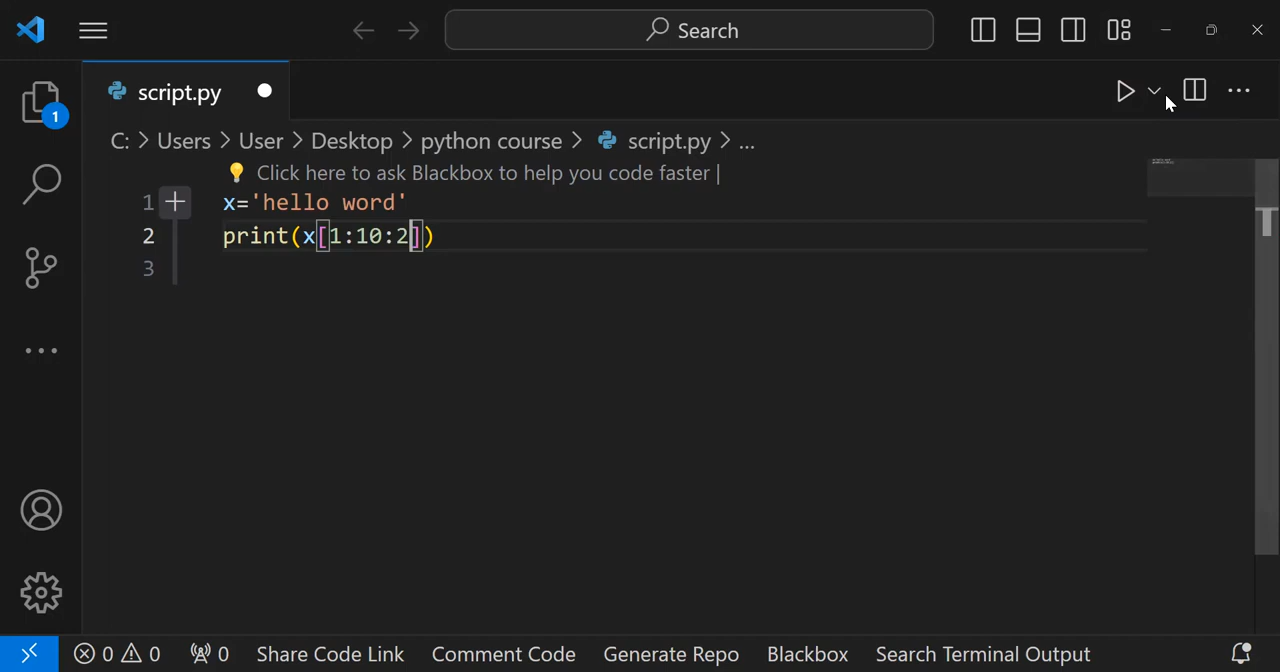 Search
script.py
C: > Users > User > Desktop > python course > script.py > ...
Click here to ask Blackbox to help you code faster |
1 x='hello word'
2 print(x[1:10:2])
3
1
0 0 0 Share Code Link Comment Code Generate Repo Blackbox Search Terminal Output